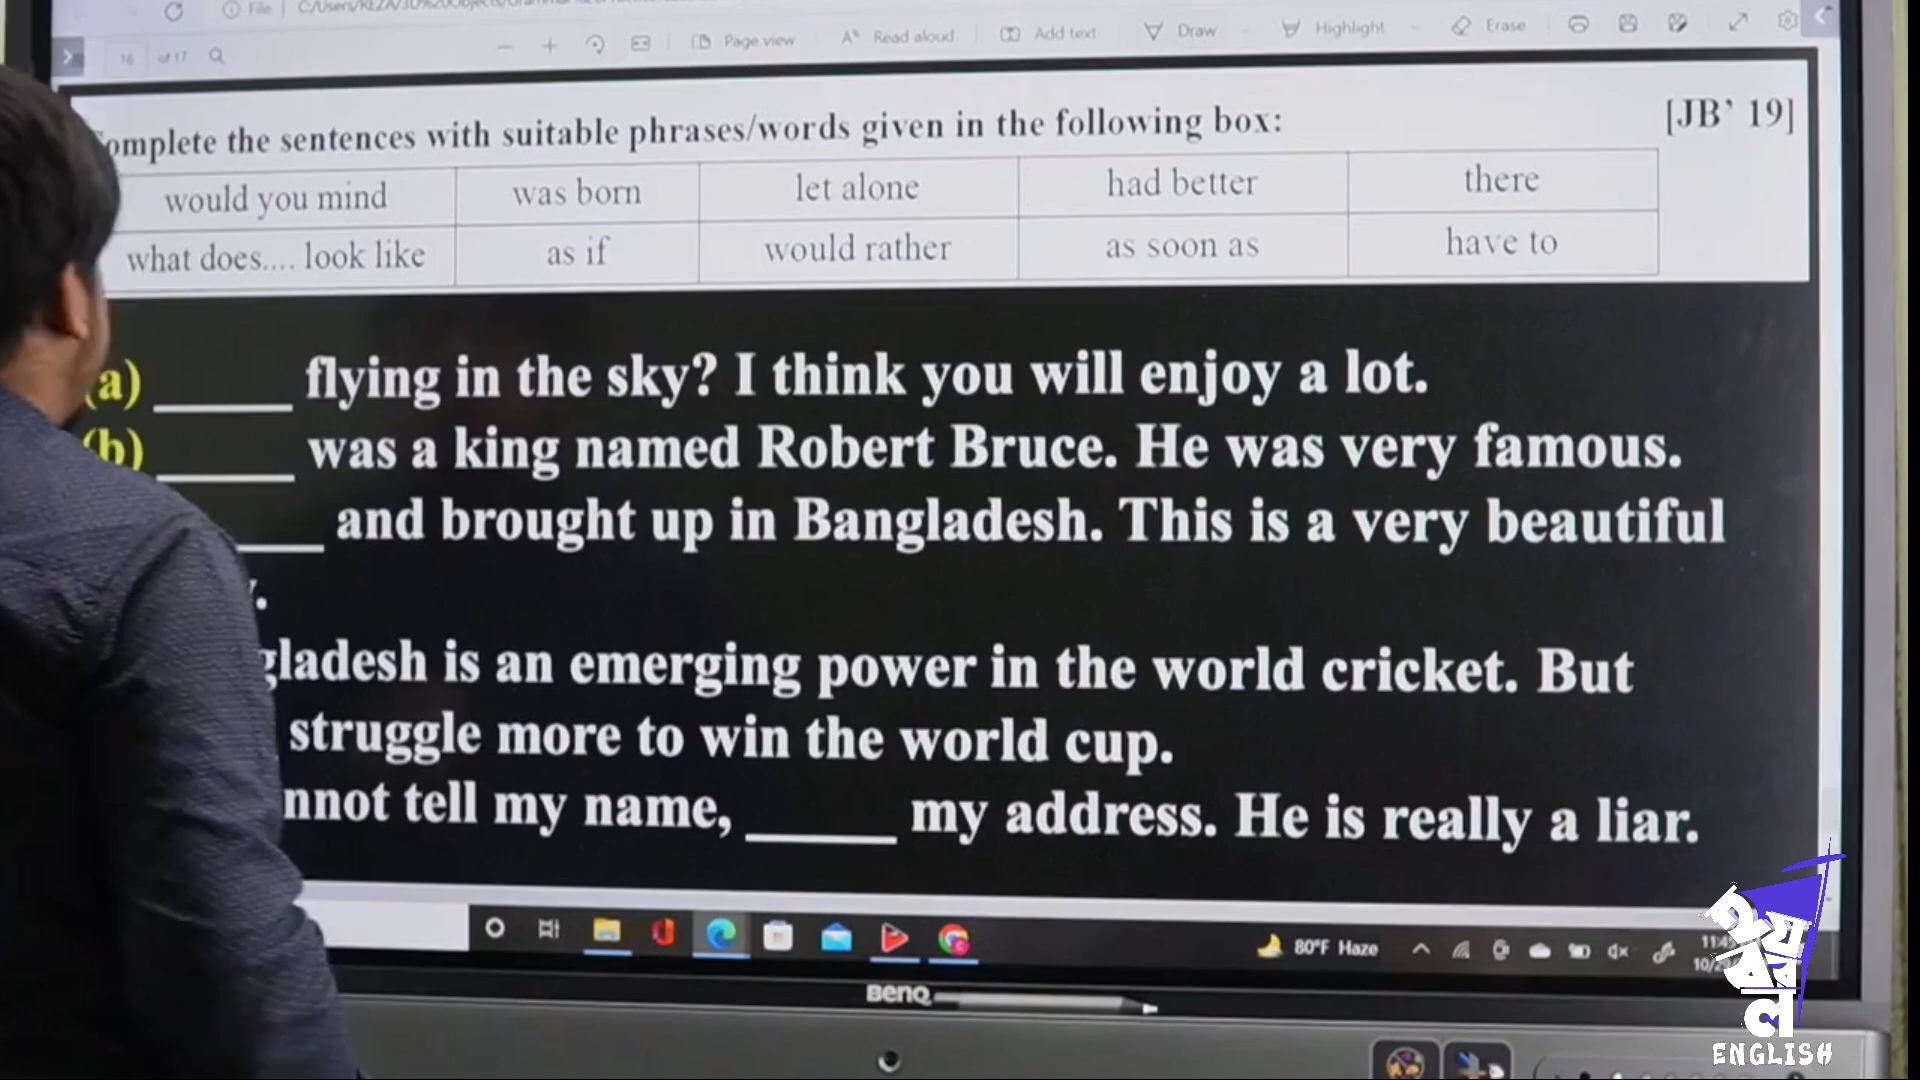 File
16 of 17 Page view Read aloud Add text Draw Highlight Erase
omplete the sentences with suitable phrases/words given in the following box: [JB’ 19]
would you mind was born let alone had better there
what does.... look like as if would rather as soon as have to
(a) _____ flying in the sky? I think you will enjoy a lot.
(b) _____ was a king named Robert Bruce. He was very famous.
_____ and brought up in Bangladesh. This is a very beautiful
gladesh is an emerging power in the world cricket. But
struggle more to win the world cup.
nnot tell my name, _____ my address. He is really a liar.
80°F Haze
BenQ
ENGLISH